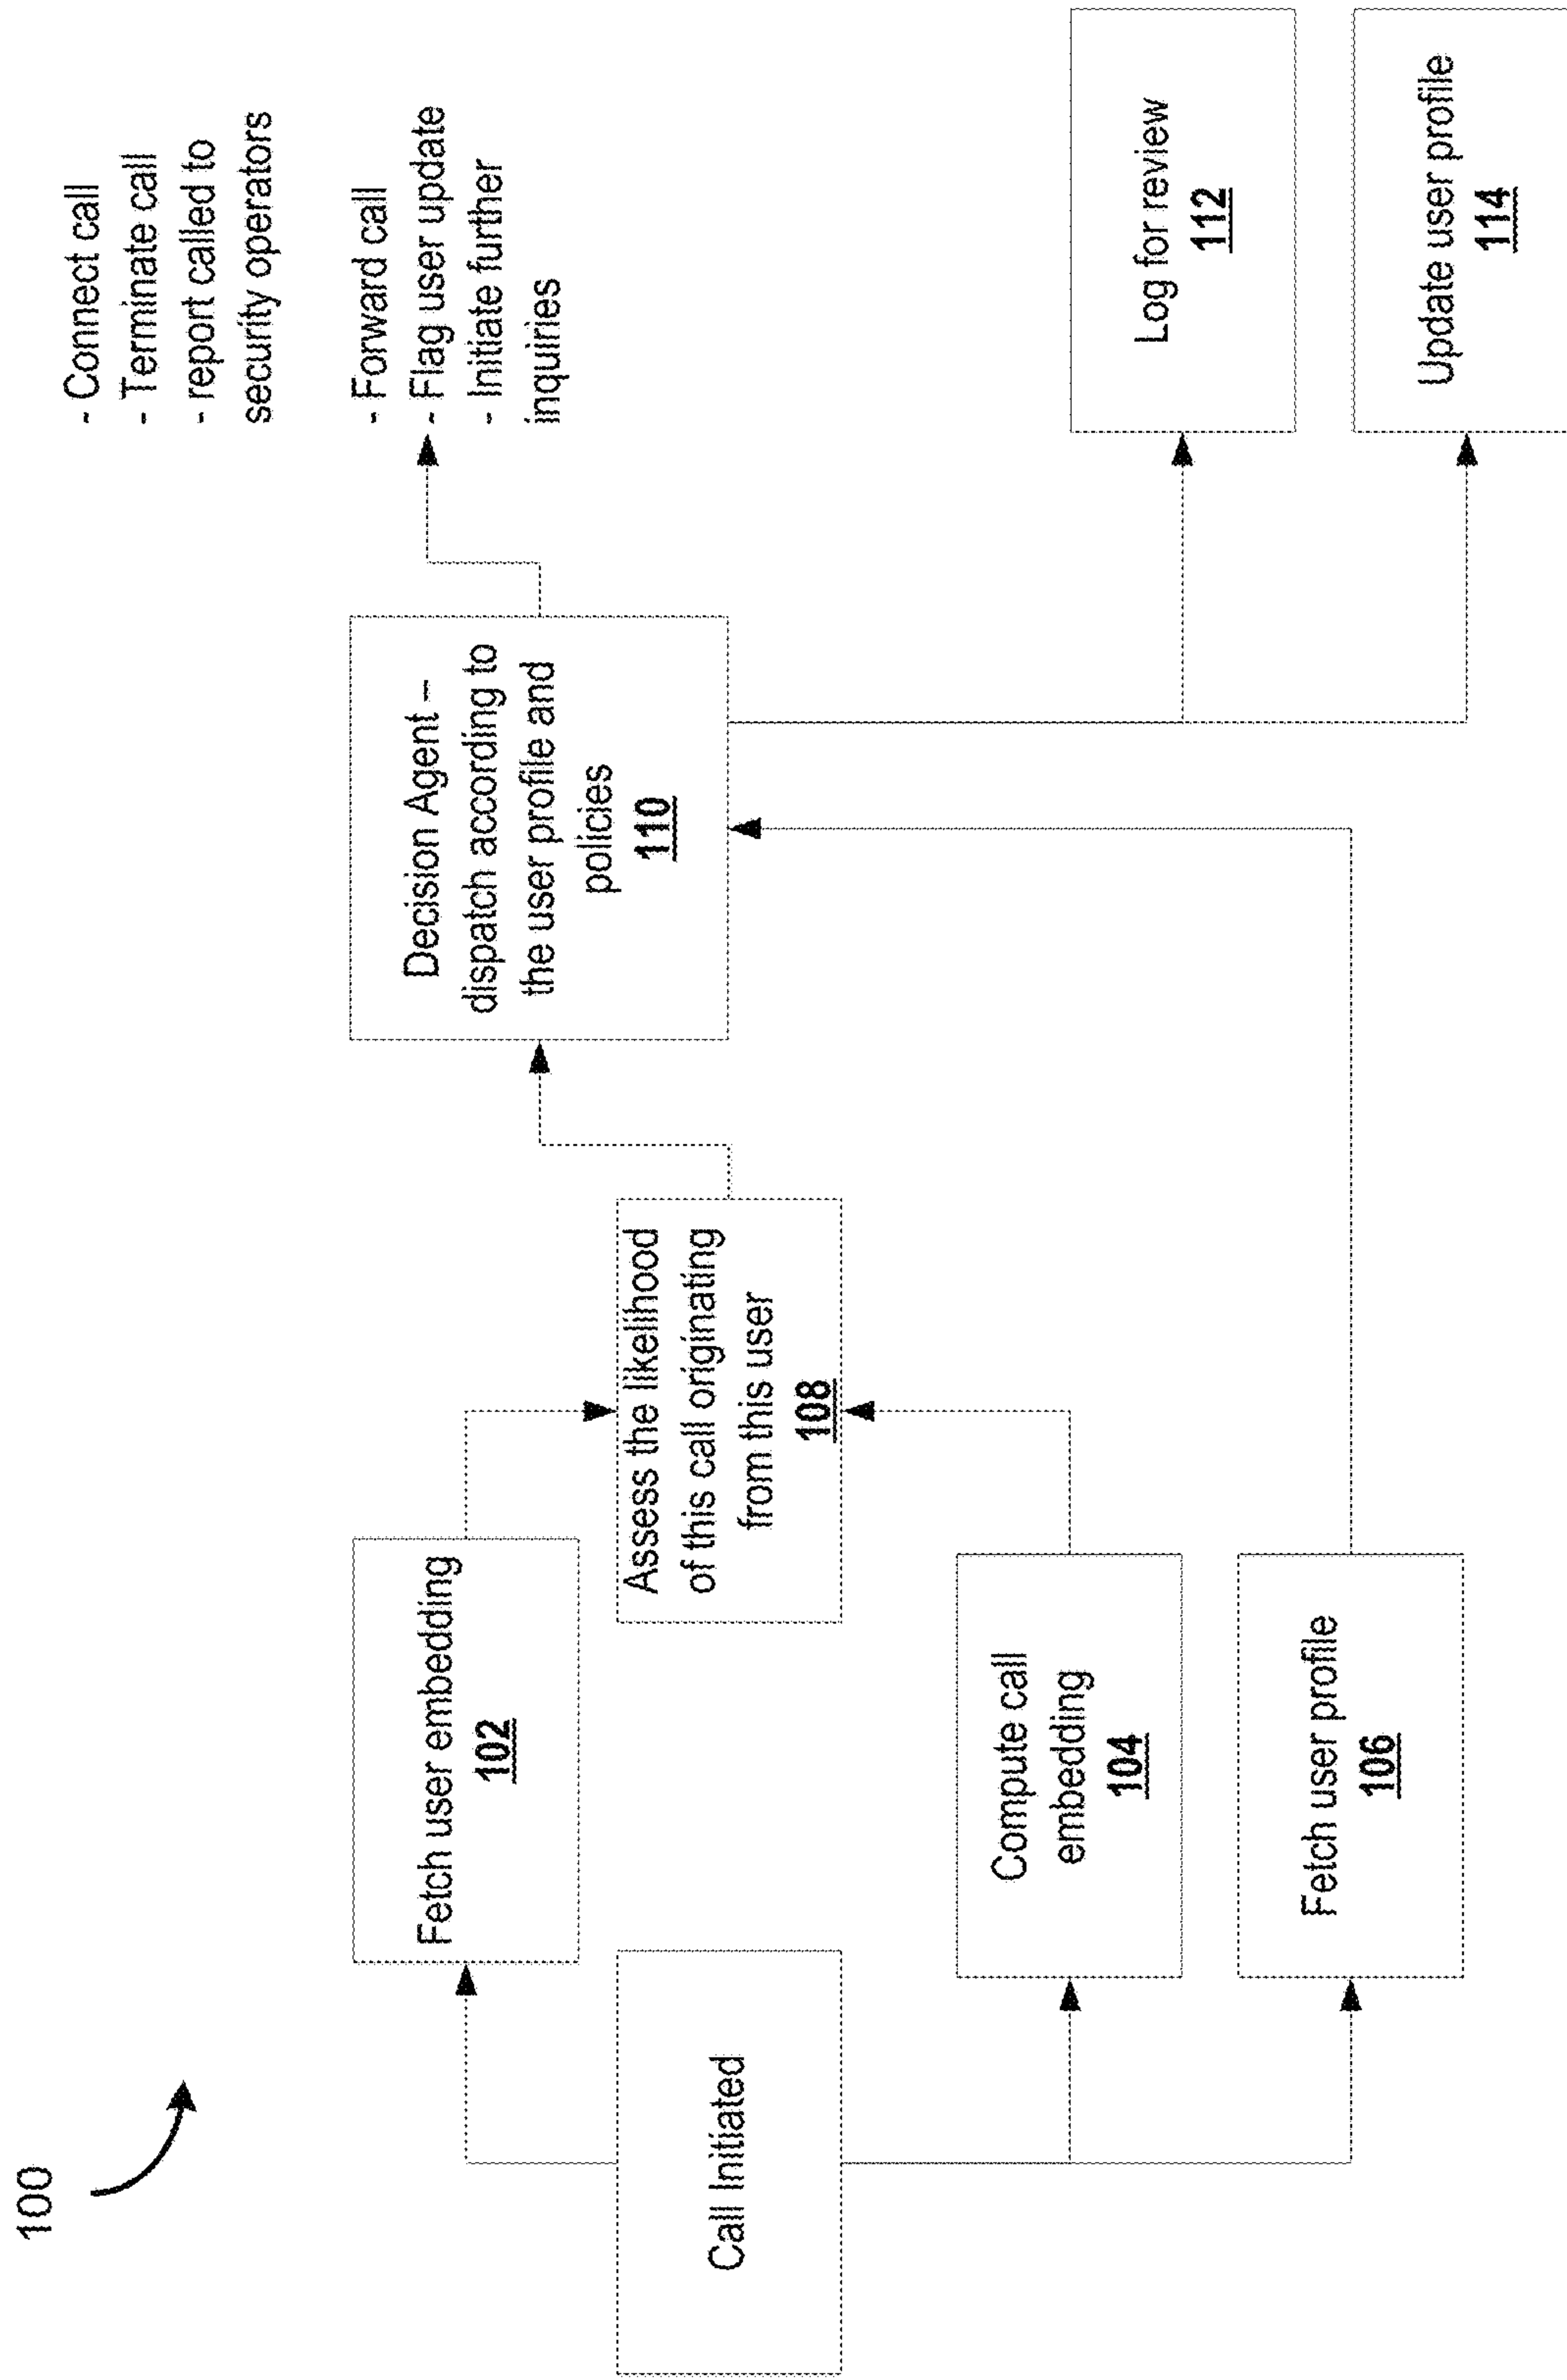 100
Call Initiated
Fetch user embedding
102
Compute call
embedding
104
Fetch user profile
106
Assess the likelihood
of this call originating
from this user
108
Decision Agent –
dispatch according to
the user profile and
policies
110
- Connect call
- Terminate call
- report called to
security operators
- Forward call
- Flag user update
- Initiate further
inquiries
Log for review
112
Update user profile
114